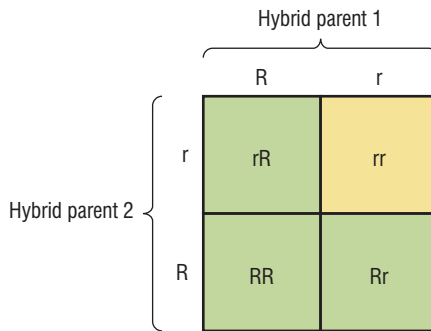 Hybrid parent 1
R r
r rR rr
Hybrid parent 2
R RR Rr